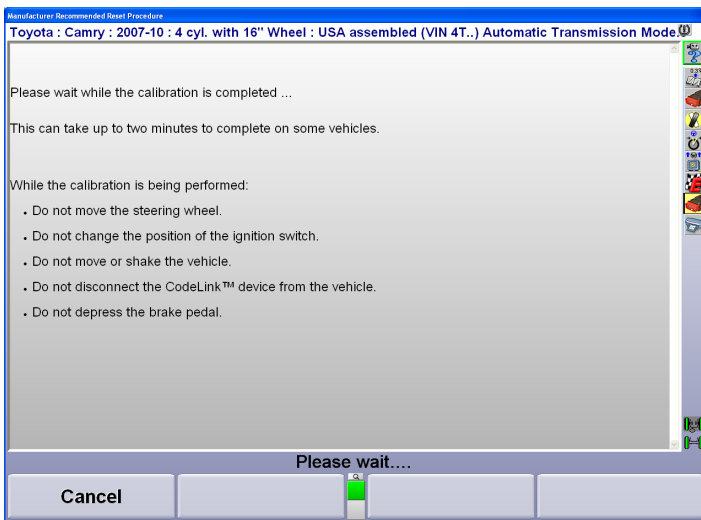 Manufacturer Recommended Reset Procedure
Toyota : Camry : 2007-10 : 4 cyl. with 16" Wheel : USA assembled (VIN 4T..) Automatic Transmission Mode
Please wait while the calibration is completed ...
This can take up to two minutes to complete on some vehicles.
While the calibration is being performed:
• Do not move the steering wheel.
• Do not change the position of the ignition switch.
• Do not move or shake the vehicle.
• Do not disconnect the CodeLink™ device from the vehicle.
• Do not depress the brake pedal.
Please wait....
Cancel